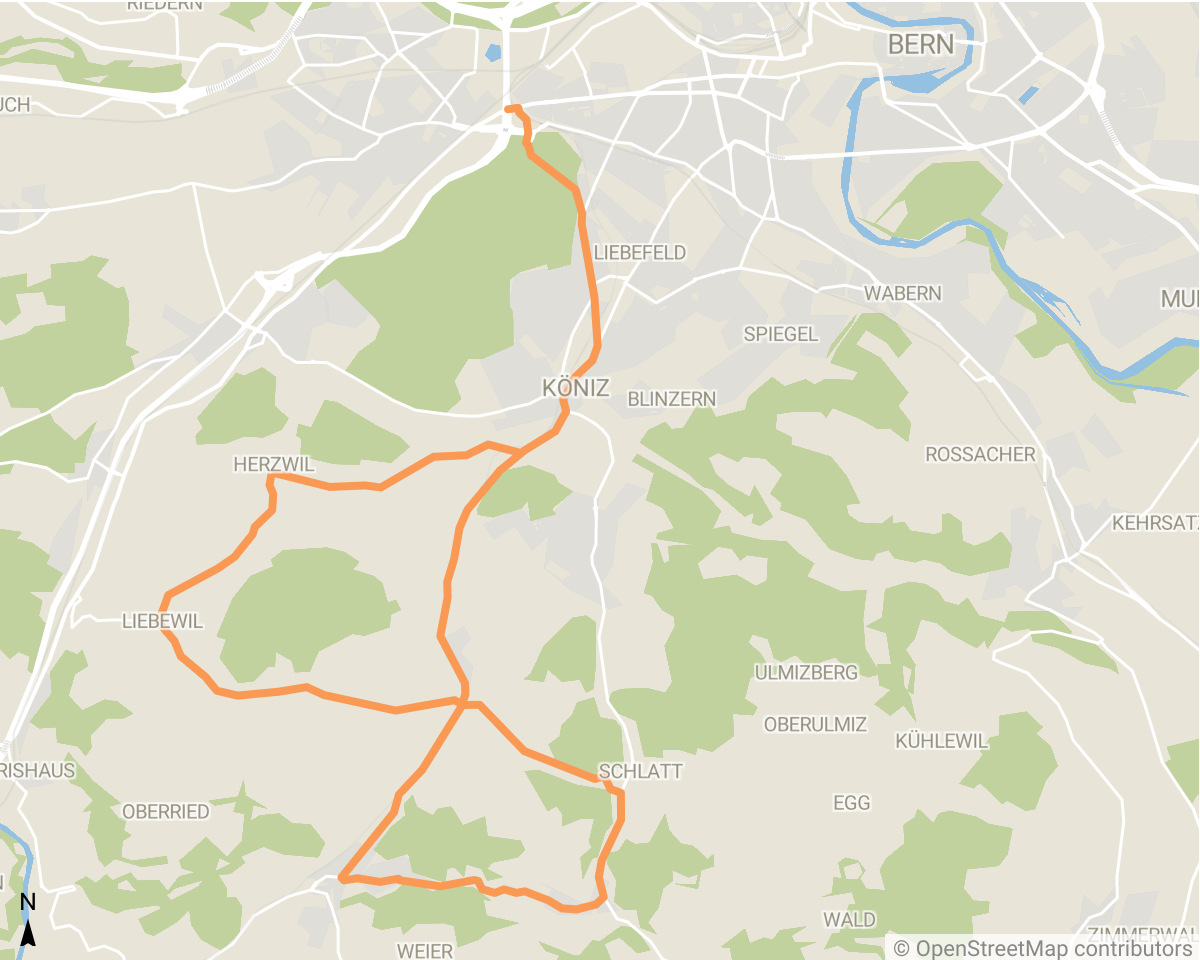 RIEDERN
BERN
UCH
LIEBEFELD
WABERN
MUI
SPIEGEL
KÖNIZ
BLINZERN
HERZWIL
ROSSACHER
KEHRSATZ
LIEBEWIL
ULMIZBERG
OBERULMIZ
KÜHLEWIL
RISHAUS
SCHLATT
OBERRIED
EGG
N
N
WALD
ZIMMERWAL
WEIER
© OpenStreetMap contributors